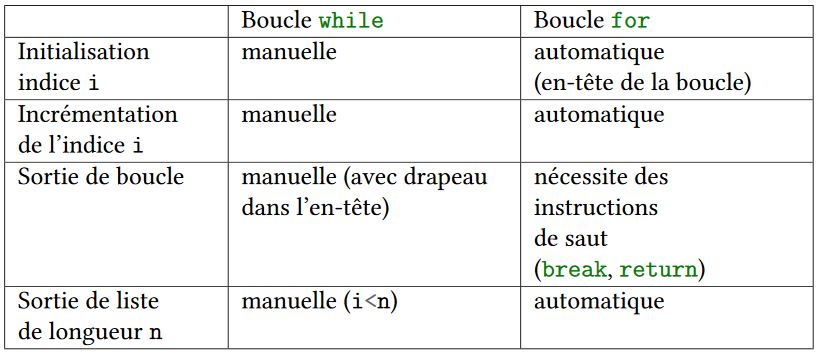 Boucle while Boucle for
Initialisation manuelle automatique
indice i (en-tête de la boucle)
Incrémentation manuelle automatique
de l'indice i
Sortie de boucle manuelle (avec drapeau nécessite des
dans l'en-tête) instructions
de saut
(break, return)
Sortie de liste manuelle (i<n) automatique
de longueur n